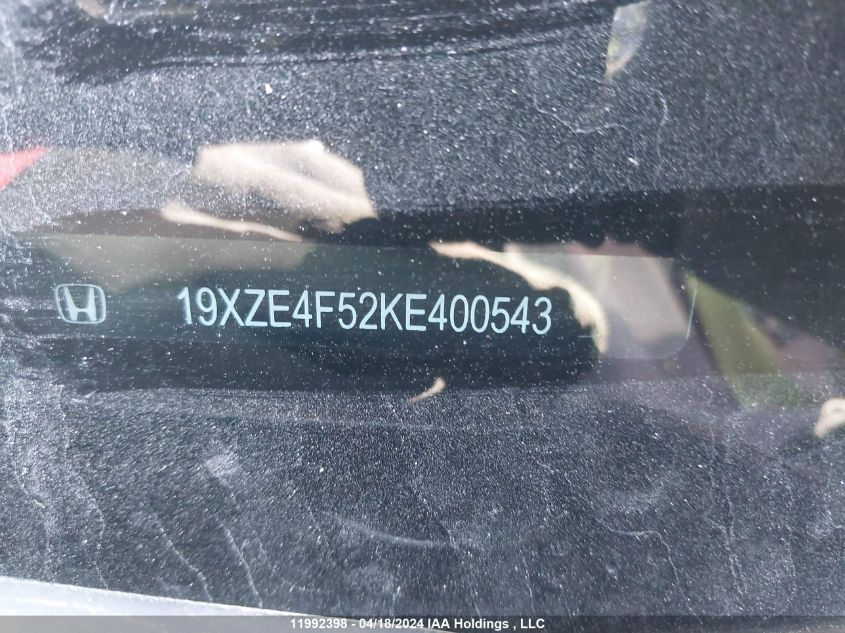 19XZE4F52KE400543
11992398 - 04/18/2024 IAA Holdings , LLC